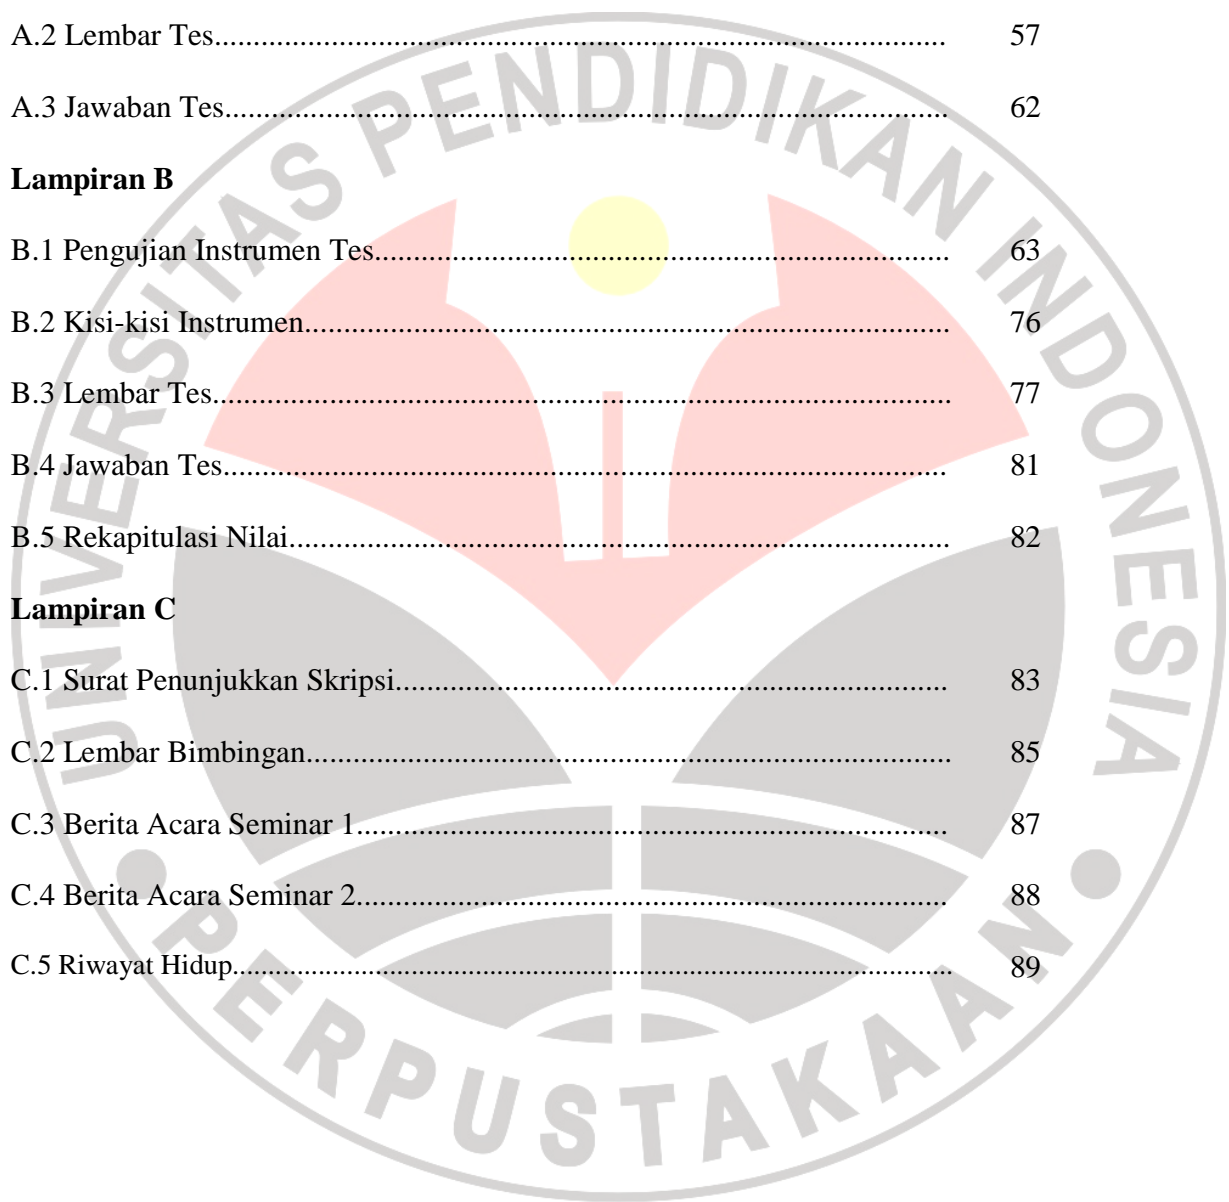 A.2 Lembar Tes.................................................................................. 57
A.3 Jawaban Tes................................................................................. 62
Lampiran B
B.1 Pengujian Instrumen Tes................................................................ 63
B.2 Kisi-kisi Instrumen........................................................................ 76
B.3 Lembar Tes................................................................................... 77
B.4 Jawaban Tes................................................................................. 81
B.5 Rekapitulasi Nilai.......................................................................... 82
Lampiran C
C.1 Surat Penunjukkan Skripsi.............................................................. 83
C.2 Lembar Bimbingan........................................................................ 85
C.3 Berita Acara Seminar 1.................................................................. 87
C.4 Berita Acara Seminar 2.................................................................. 88
C.5 Riwayat Hidup.............................................................................. 89
UNIVERSITAS PENDIDIKAN INDONESIA
PERPUSTAKAAN